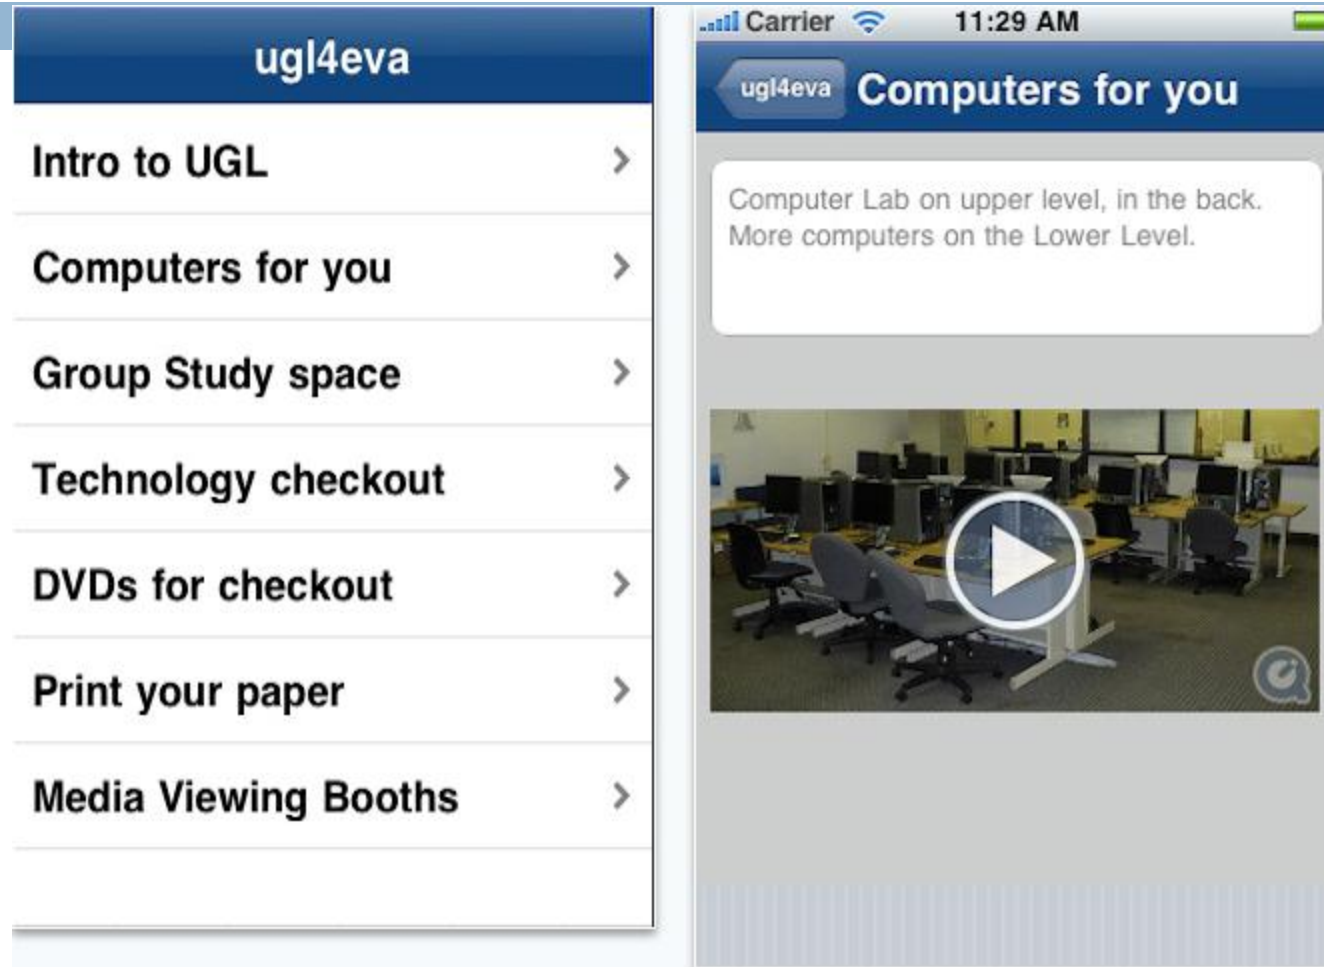 ugl4eva
Intro to UGL
Computers for you
Group Study space
Technology checkout
DVDs for checkout
Print your paper
Media Viewing Booths
Carrier
11:29 AM
ugl4eva
Computers for you
Computer Lab on upper level, in the back.
More computers on the Lower Level.